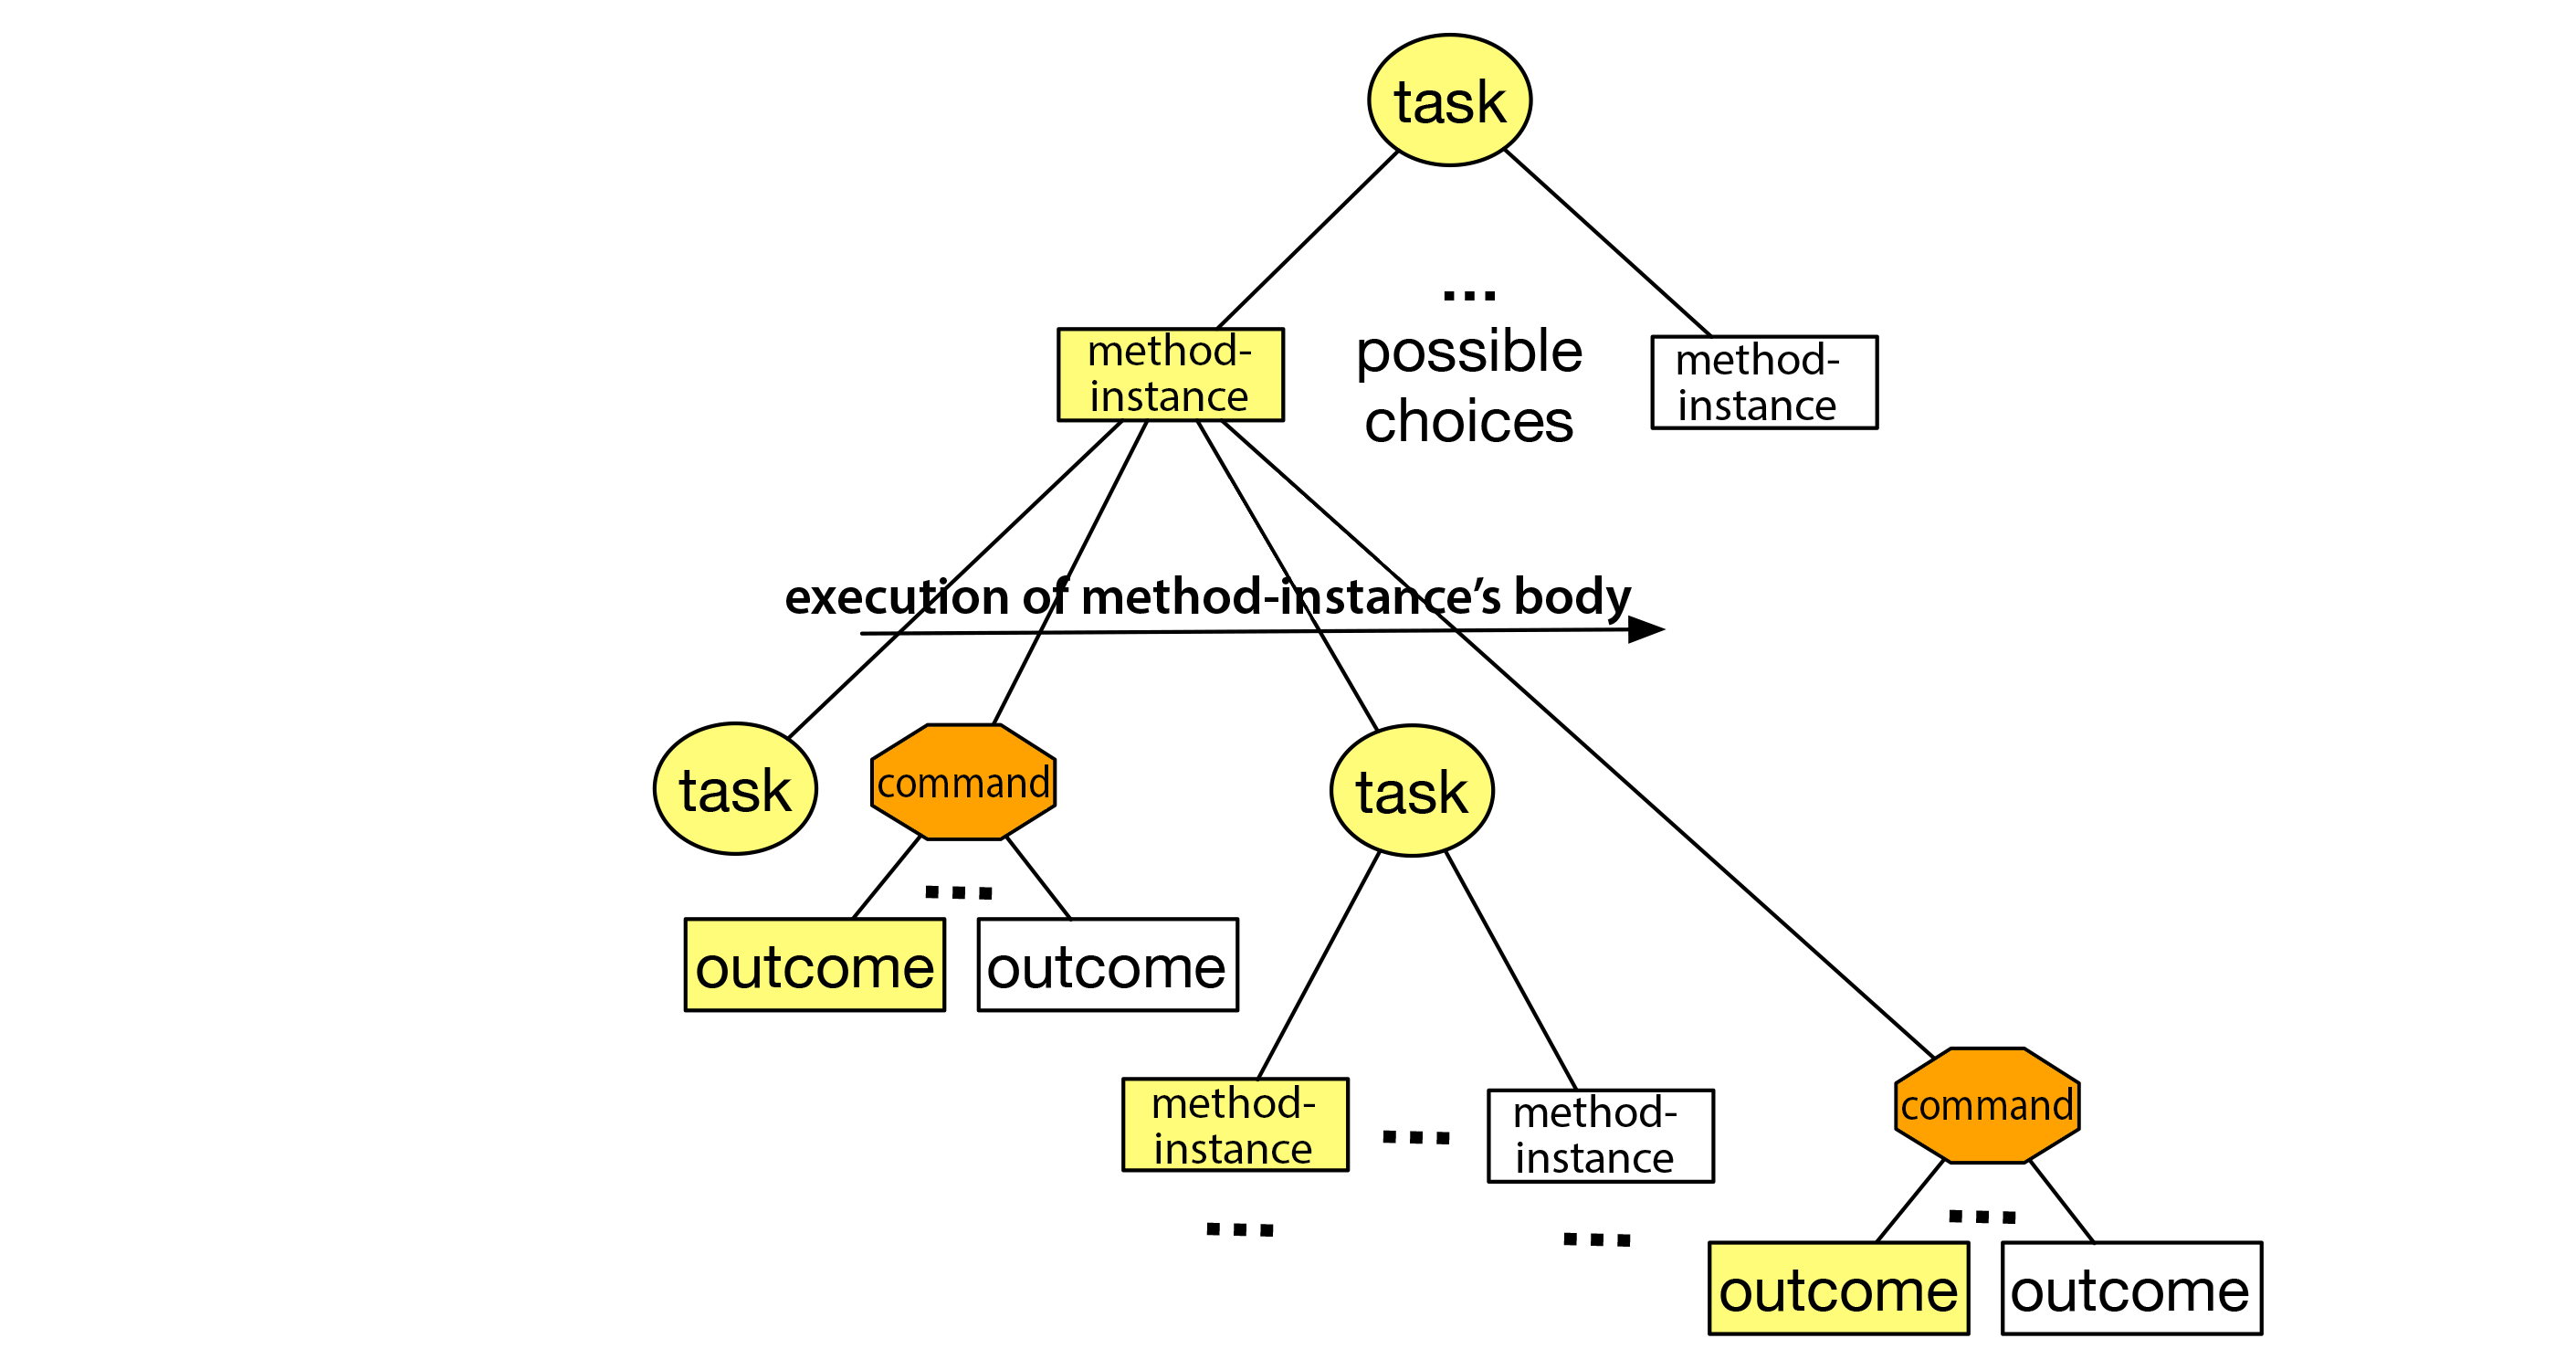 task
...
possible
choices
method-
instance
method-
instance
execution of method-instance's body
task
command
task
...
outcome
outcome
method-
instance
...
method-
instance
command
...
...
...
outcome
outcome